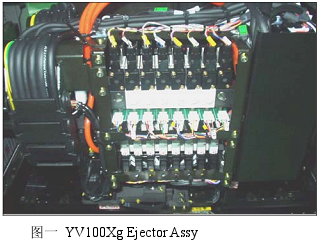 图一 YV100Xg Ejector Assy